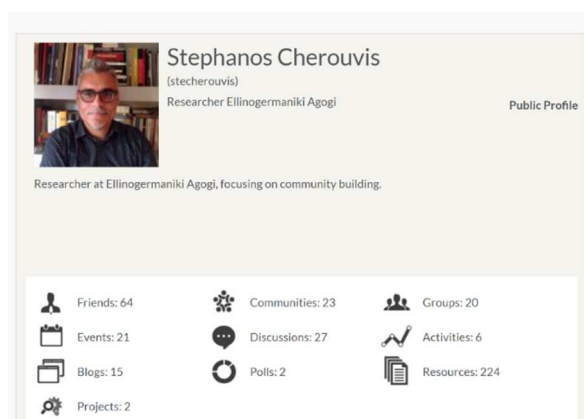 Stephanos Cherouvis
(stecherouvis)
Researcher Ellinogermaniki Agogi
Public Profile
Researcher at Ellinogermaniki Agogi, focusing on community building.
Friends: 64
Communities: 23
Groups: 20
Events: 21
Discussions: 27
Activities: 6
Blogs: 15
Polls: 2
Resources: 224
Projects: 2